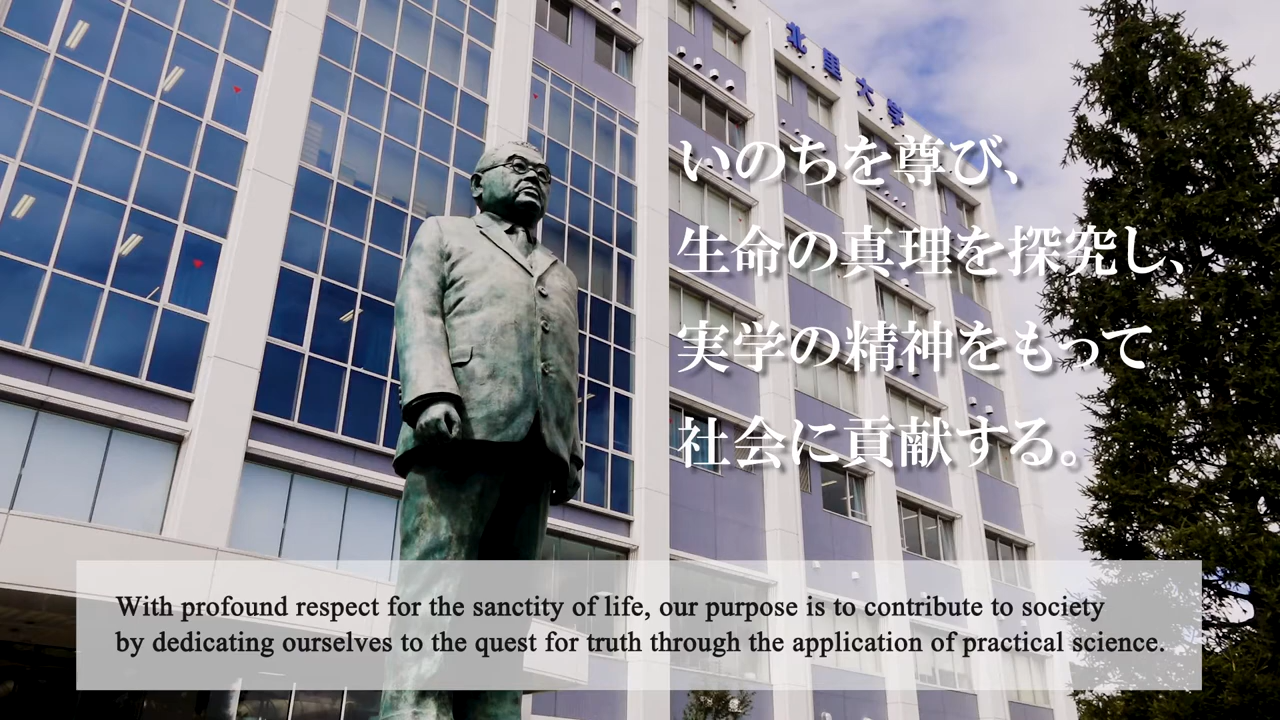 北里大学
いのちを尊び、
生命の真理を探究し、
実学の精神をもって
社会に貢献する。
With profound respect for the sanctity of life, our purpose is to contribute to society
by dedicating ourselves to the quest for truth through the application of practical science.